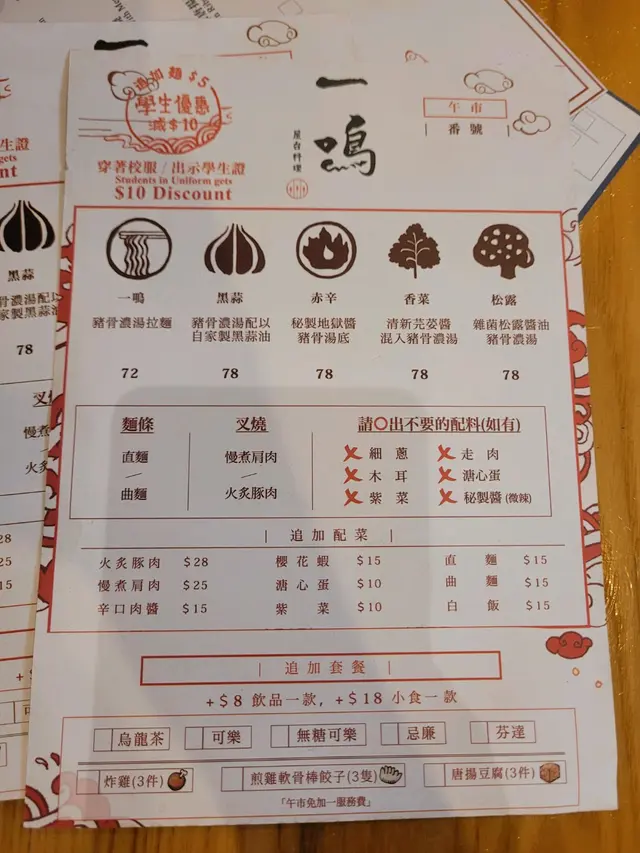 追加麵 $5
學生優惠
減$10
穿著校服 / 出示學生證
Students in Uniform gets
$10 Discount
一鳴
午市
| 番號 |
一鳴 黑蒜 赤辛 香菜 松露
豬骨濃湯拉麵 豬骨濃湯配以 秘製地獄醬 清新芫荽醬 雜菌松露醬油
自家製黑蒜油 豬骨湯底 混入豬骨濃湯 豬骨濃湯
72 78 78 78 78
麵條 叉燒 請O出不要的配料(如有)
直麵 慢煮肩肉 細蔥 走肉
木耳 溏心蛋
曲麵 火炙豚肉 紫菜 秘製醬 (微辣)
| 追加配菜 |
火炙豚肉 $28 櫻花蝦 $15 直麵 $15
慢煮肩肉 $25 溏心蛋 $10 曲麵 $15
辛口肉醬 $15 紫菜 $10 白飯 $15
| 追加套餐 |
+$8 飲品一款, +$18 小食一款
烏龍茶 可樂 無糖可樂 忌廉 芬達
炸雞(3件) 煎雞軟骨棒餃子(3隻) 唐揚豆腐(3件)
「午市免加一服務費」
黑蒜
78